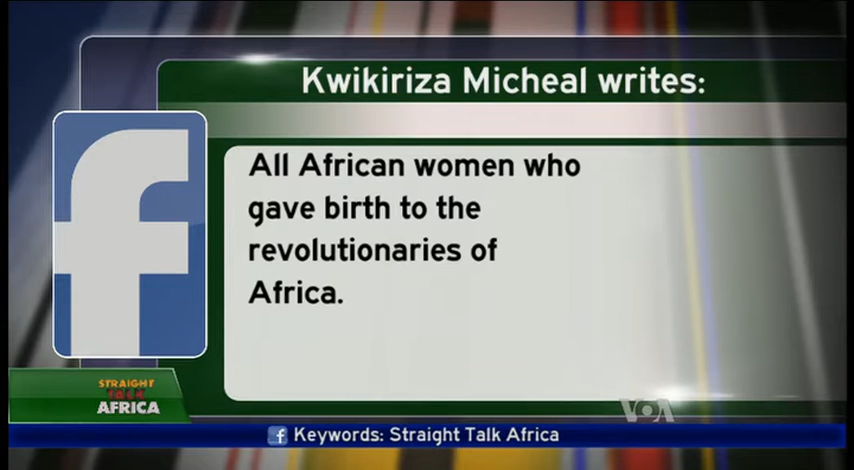 Kwikiriza Micheal writes:
All African women who
gave birth to the
revolutionaries of
Africa.
STRAIGHT
TALK
AFRICA
VOA
Keywords: Straight Talk Africa